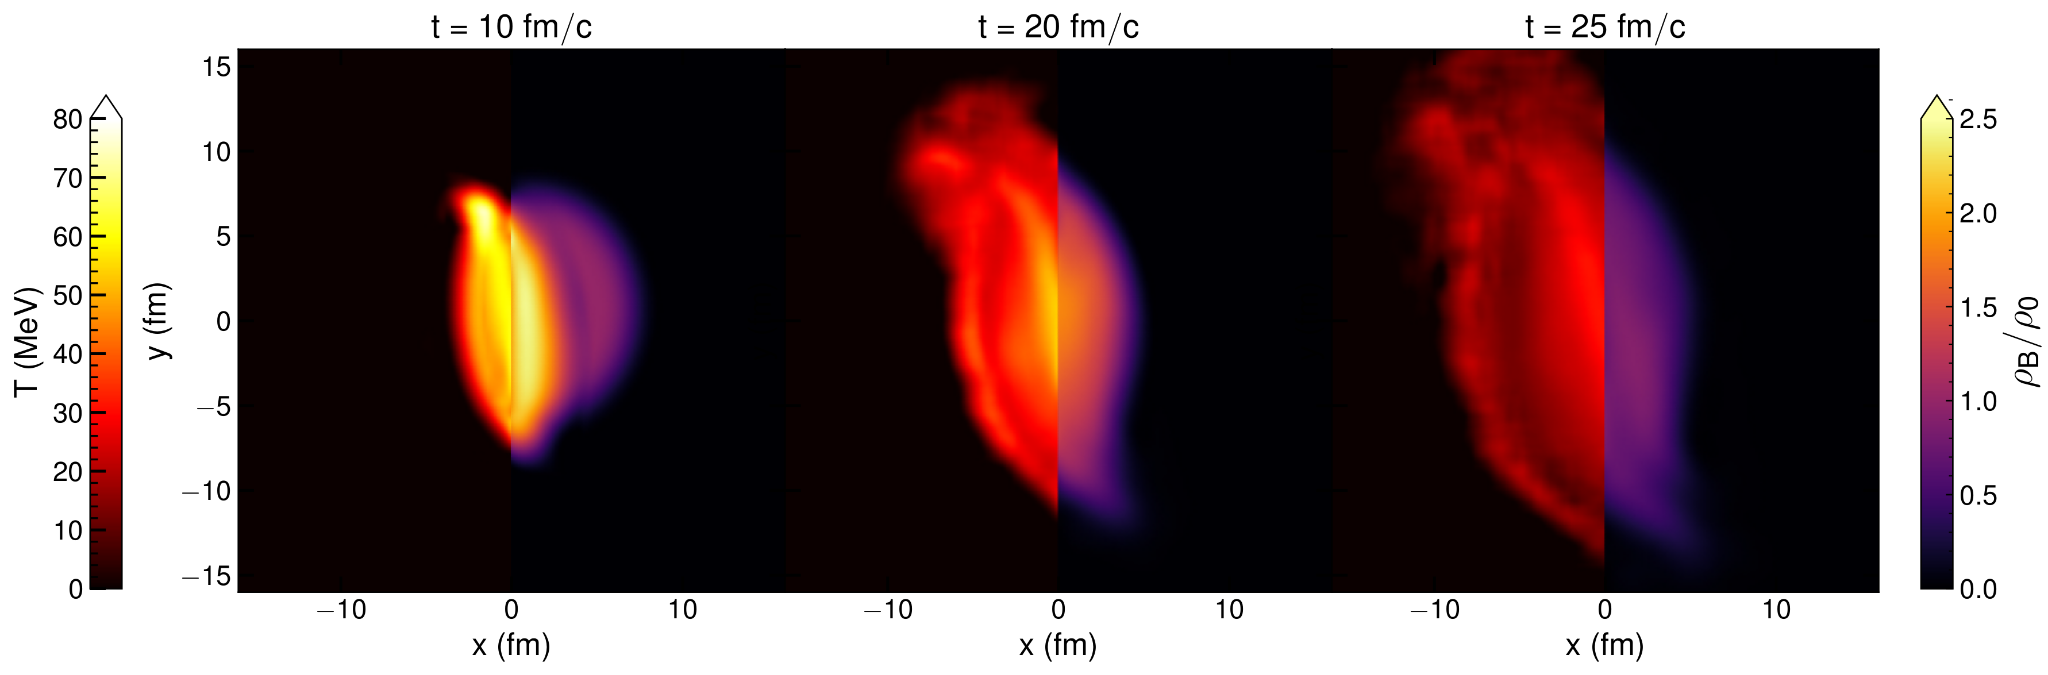 t = 10 fm/c
t = 20 fm/c
t = 25 fm/c
T (MeV)
80
70
60
50
40
30
20
10
0
y (fm)
15
10
5
0
−5
−10
−15
−10 0 10
x (fm)
−10 0 10
x (fm)
−10 0 10
x (fm)
2.5
2.0
1.5
1.0
0.5
0.0
ρB/ρ0